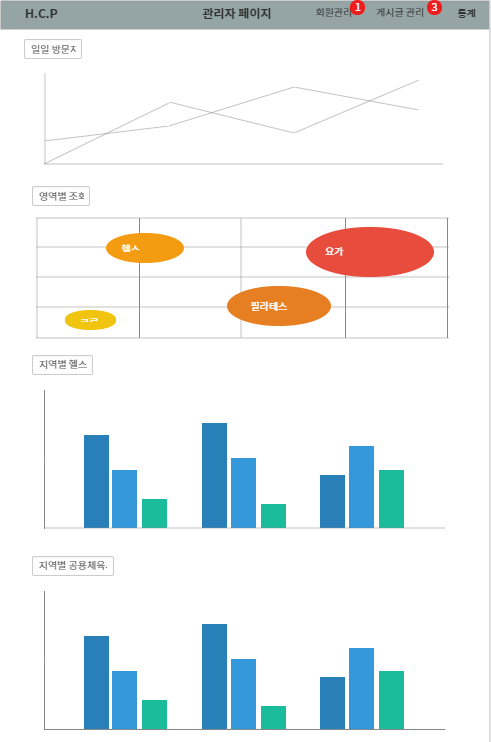 H.C.P
관리자 페이지
회원관리 1
게시글 관리 3
통계
일일 방문
영역별 조회
헬스
요가
필라테스
지역별 헬스
지역별 공용체육